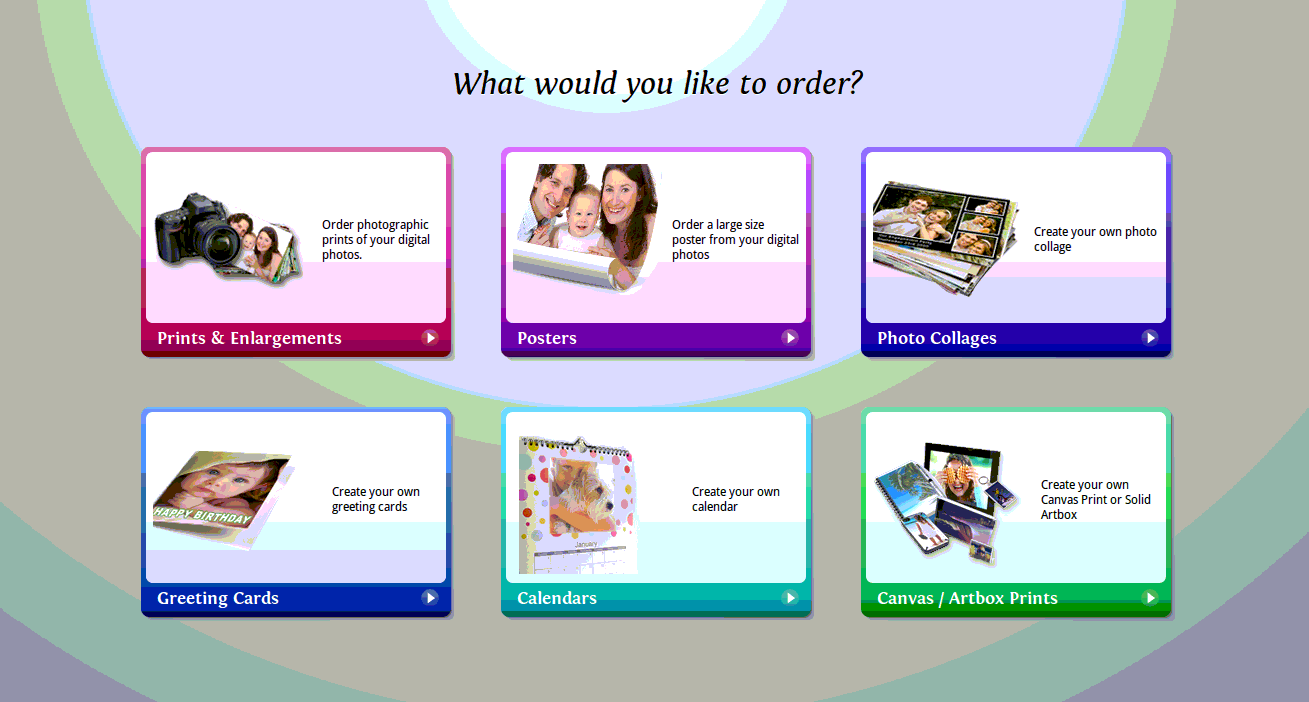 What would you like to order?
Order photographic
prints of your digital
photos.
Prints & Enlargements
Order a large size
poster from your digital
photos
Posters
Create your own photo
collage
Photo Collages
HAPPY BIRTHDAY
Create your own
greeting cards
Greeting Cards
January
Create your own
calendar
Calendars
Create your own
Canvas Print or Solid
Artbox
Canvas / Artbox Prints